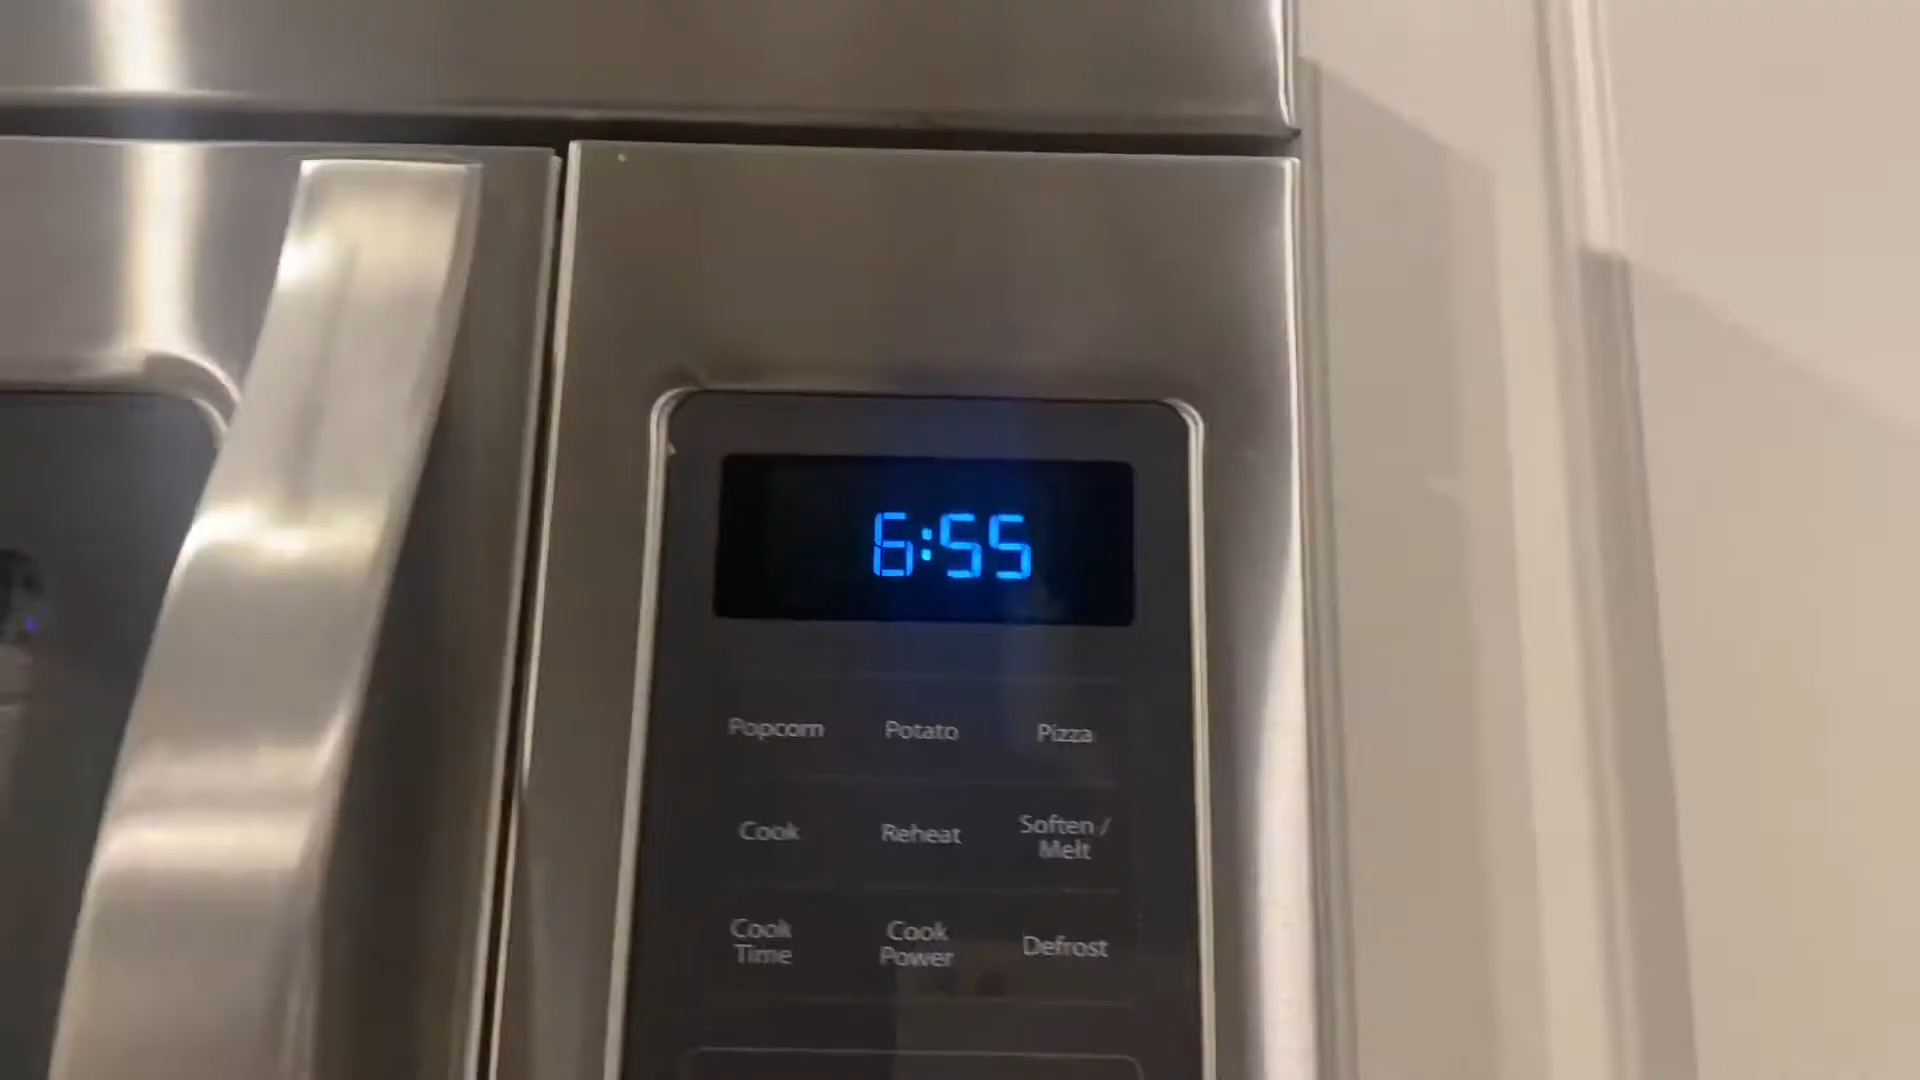 6:55
Popcorn Potato Pizza
Cook Reheat Soften /
Melt
Cook Cook Defrost
Time Power